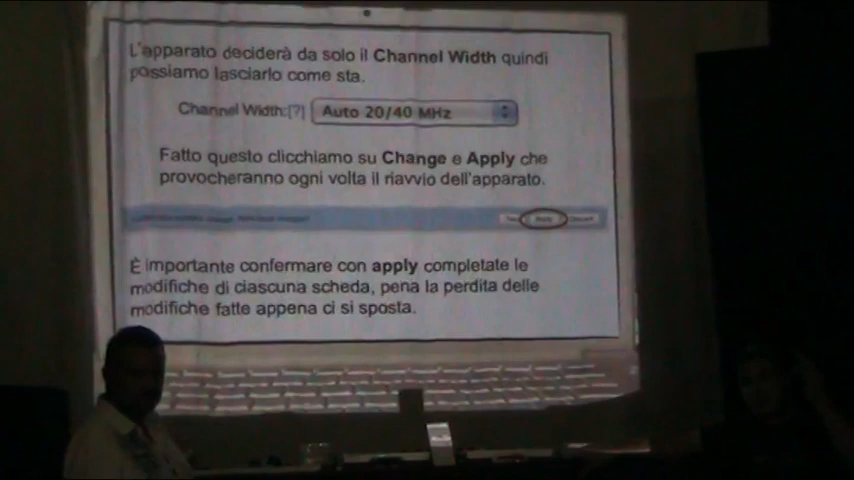 L'apparato deciderà da solo il Channel Width quindi
possiamo lasciarlo come sta.
Channel Width:[?] Auto 20/40 MHz
Fatto questo clicchiamo su Change e Apply che
provocheranno ogni volta il riavvio dell'apparato.
Apply
È importante confermare con apply completate le
modifiche di ciascuna scheda, pena la perdita delle
modifiche fatte appena ci si sposta.